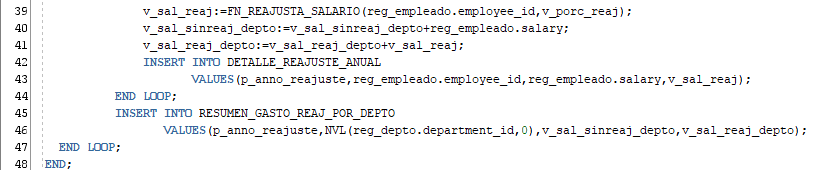 39 v_sal_reaj:=FN_REAJUSTA_SALARIO(reg_empleado.employee_id,v_porc_reaj);
40 v_sal_sinreaj_depto:=v_sal_sinreaj_depto+reg_empleado.salary;
41 v_sal_reaj_depto:=v_sal_reaj_depto+v_sal_reaj;
42 INSERT INTO DETALLE_REAJUSTE_ANUAL
43 VALUES(p_anno_reajuste,reg_empleado.employee_id,reg_empleado.salary,v_sal_reaj);
44 END LOOP;
45 INSERT INTO RESUMEN_GASTO_REAJ_POR_DEPTO
46 VALUES(p_anno_reajuste,NVL(reg_depto.department_id,0),v_sal_sinreaj_depto,v_sal_reaj_depto);
47 END LOOP;
48 END;